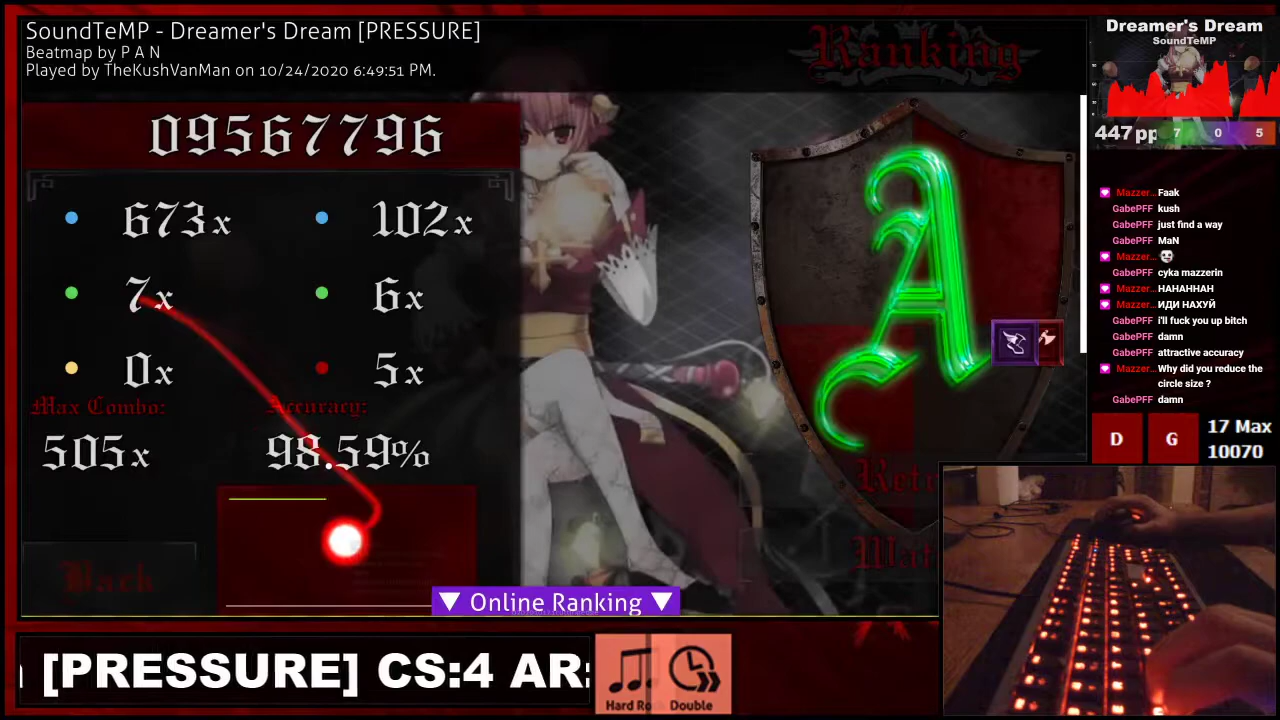 SoundTeMP - Dreamer's Dream [PRESSURE]
Beatmap by P A N
Played by TheKushVanMan on 10/24/2020 6:49:51 PM.
Ranking
09567796
673x 102x
7x 6x
0x 5x
Max Combo: Accuracy:
505x 98.59%
A
Back
▼ Online Ranking ▼
[PRESSURE] CS:4 AR:
Hard Double
Dreamer's Dream
SoundTeMP
447pp 7 0 5
Mazzer... Faak
GabePFF kush
GabePFF just find a way
GabePFF MaN
Mazzer...
GabePFF cyka mazzerin
Mazzer... НАНАННАН
Mazzer... ИДИ НАХУЙ
GabePFF i'll fuck you up bitch
GabePFF damn
GabePFF attractive accuracy
Mazzer... Why did you reduce the
circle size ?
GabePFF damn
D G 17 Max
10070